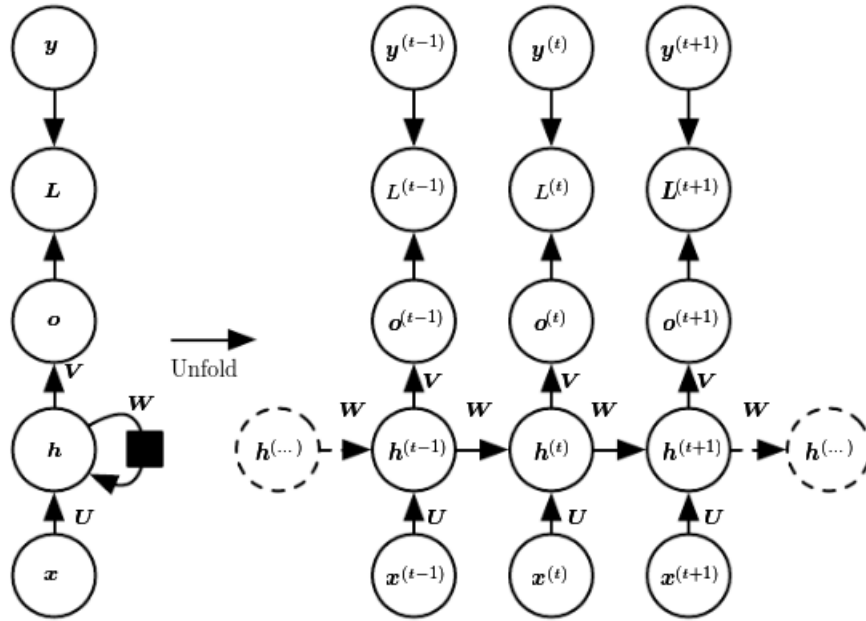 y y^(t−1) y^(t) y^(t+1)
L L^(t−1) L^(t) L^(t+1)
o o^(t−1) o^(t) o^(t+1)
Unfold
V V V V
W W W W W
h h^(...) h^(t−1) h^(t) h^(t+1) h^(...)
U U U U
x x^(t−1) x^(t) x^(t+1)